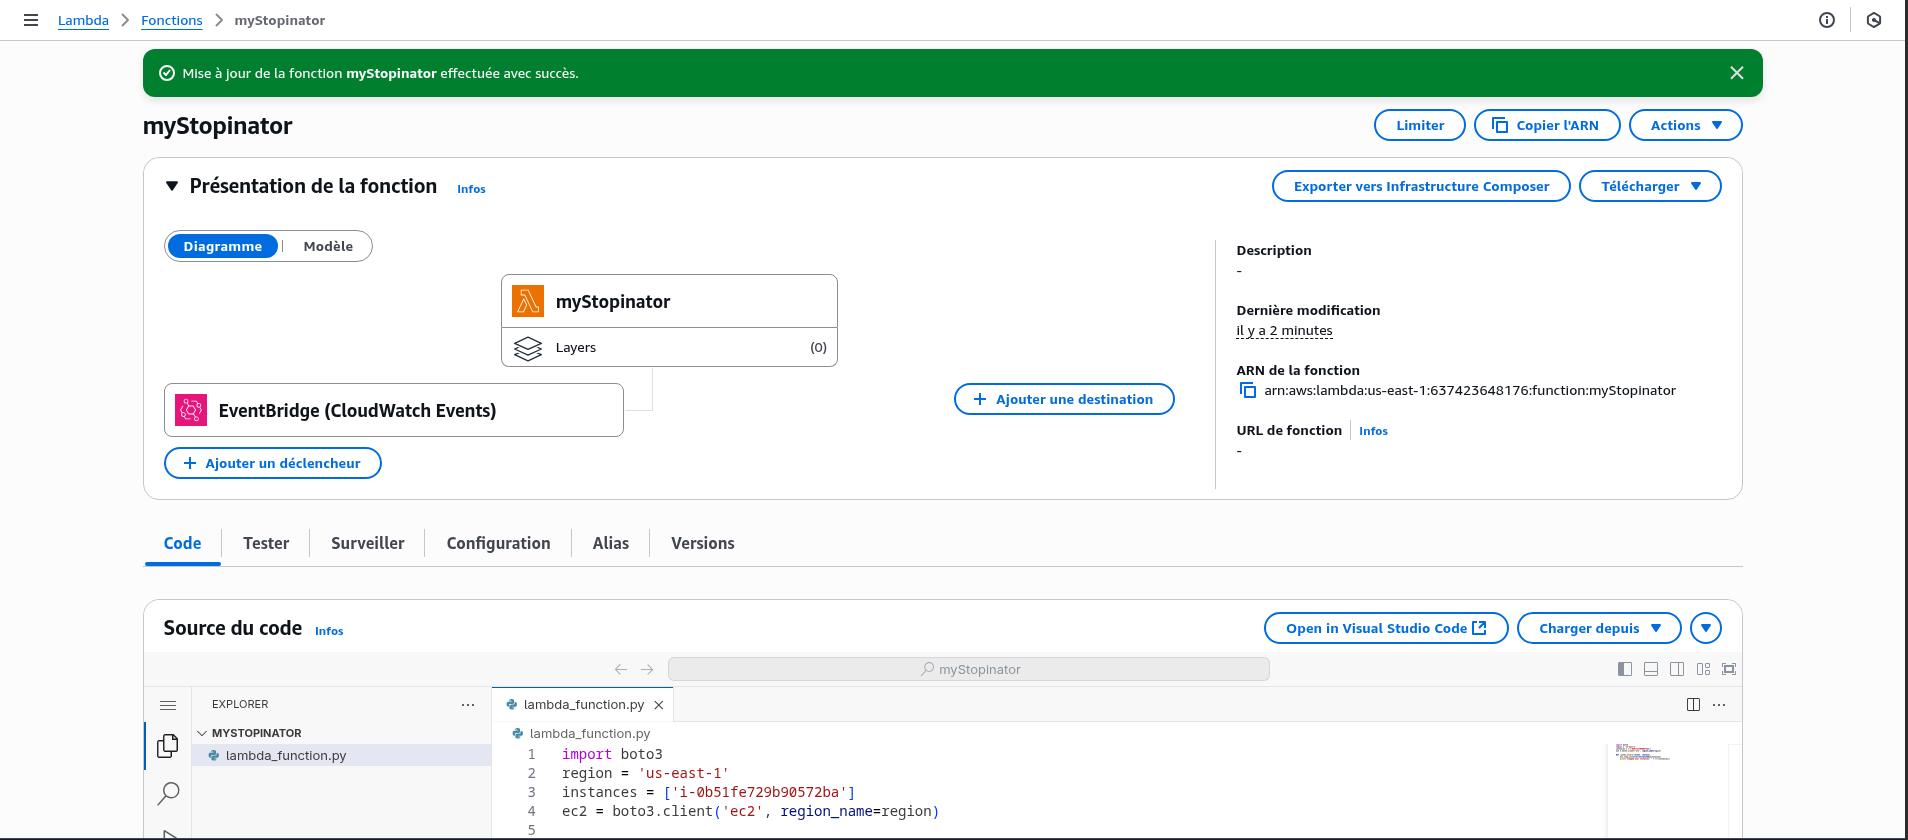 Lambda > Fonctions > myStopinator
Mise à jour de la fonction myStopinator effectuée avec succès.
myStopinator
Limiter
Copier l'ARN
Actions
Présentation de la fonction
Infos
Exporter vers Infrastructure Composer
Télécharger
Diagramme
Modèle
myStopinator
Layers
(0)
EventBridge (CloudWatch Events)
Ajouter un déclencheur
Ajouter une destination
Description
-
Dernière modification
il y a 2 minutes
ARN de la fonction
arn:aws:lambda:us-east-1:637423648176:function:myStopinator
URL de fonction
Infos
-
Code
Tester
Surveiller
Configuration
Alias
Versions
Source du code
Infos
Open in Visual Studio Code
Charger depuis
myStopinator
EXPLORER
MYSTOPINATOR
lambda_function.py
lambda_function.py
lambda_function.py
1 import boto3
2 region = 'us-east-1'
3 instances = ['i-0b51fe729b90572ba']
4 ec2 = boto3.client('ec2', region_name=region)
5